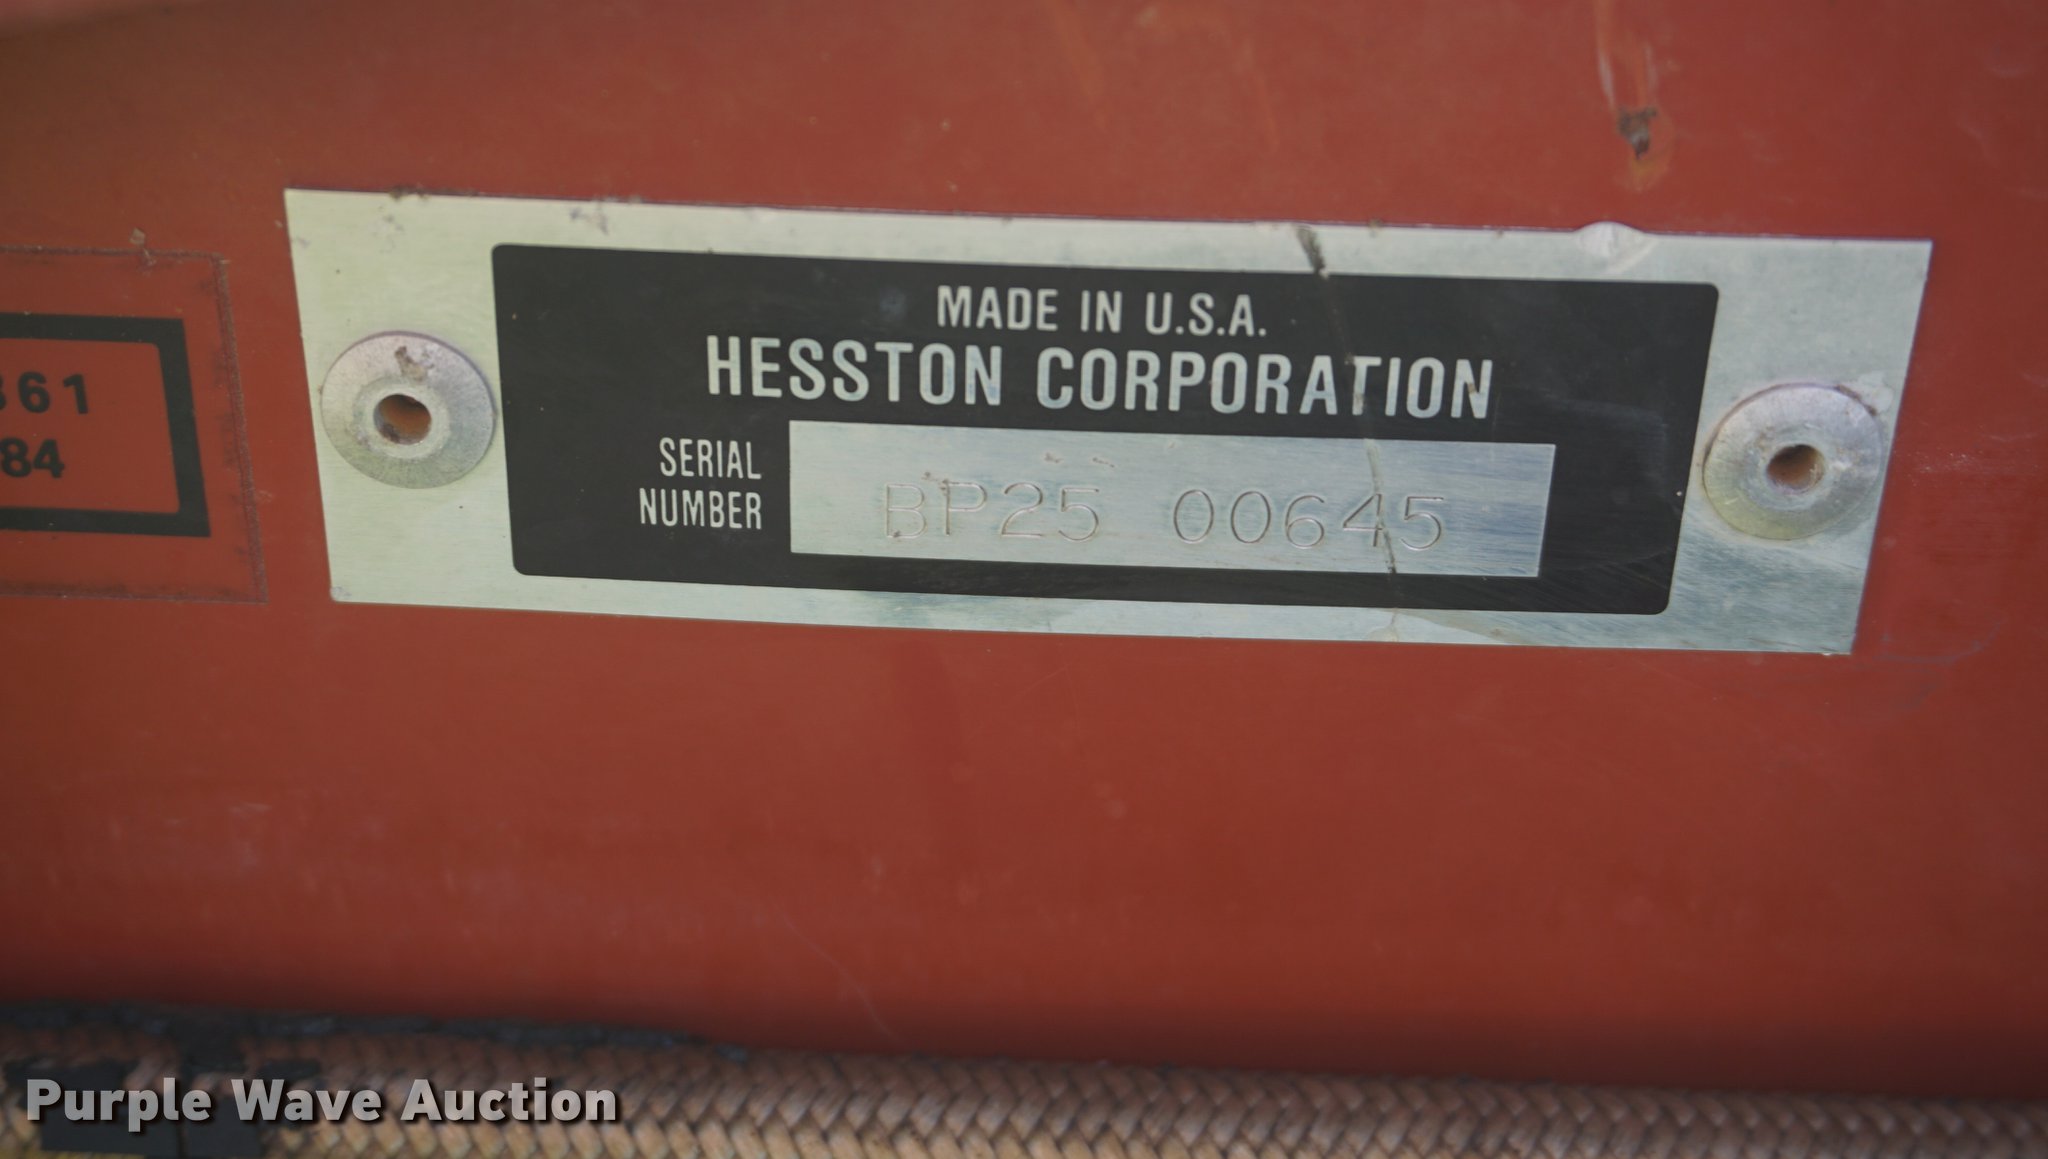 MADE IN U.S.A.
HESSTON CORPORATION
SERIAL
NUMBER
BP25 00645
361
84
Purple Wave Auction